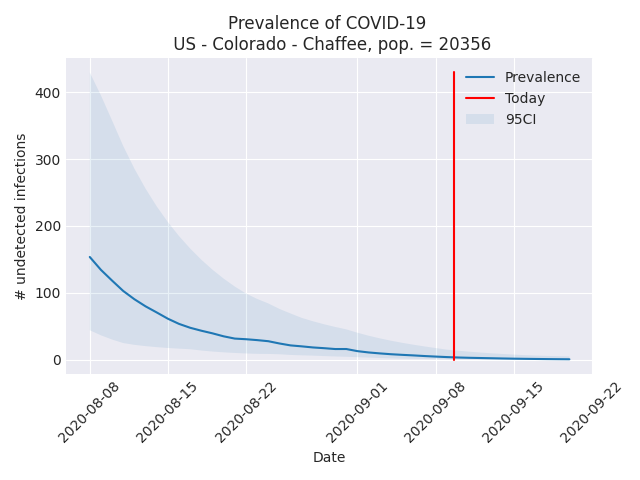 Prevalence of COVID-19
US - Colorado - Chaffee, pop. = 20356
Prevalence
Today
95CI
400
300
200
100
0
# undetected infections
2020-08-08
2020-08-15
2020-08-22
2020-09-01
2020-09-08
2020-09-15
2020-09-22
Date